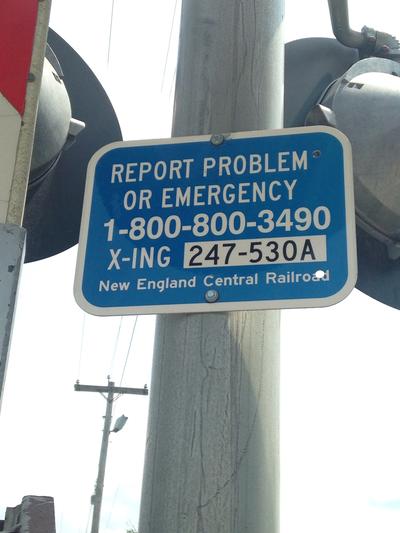 REPORT PROBLEM
OR EMERGENCY
1-800-800-3490
X-ING 247-530A
New England Central Railroad